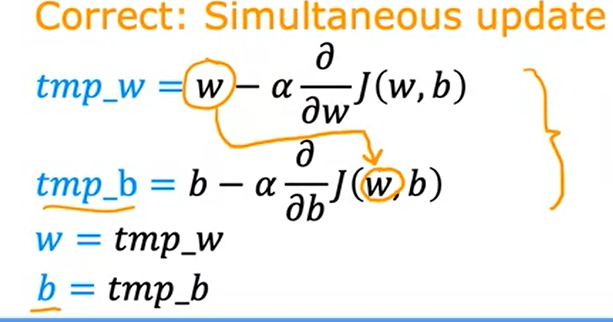 Correct: Simultaneous update
tmp_w = w − α ∂/∂w J(w, b)
tmp_b = b − α ∂/∂b J(w, b)
w = tmp_w
b = tmp_b